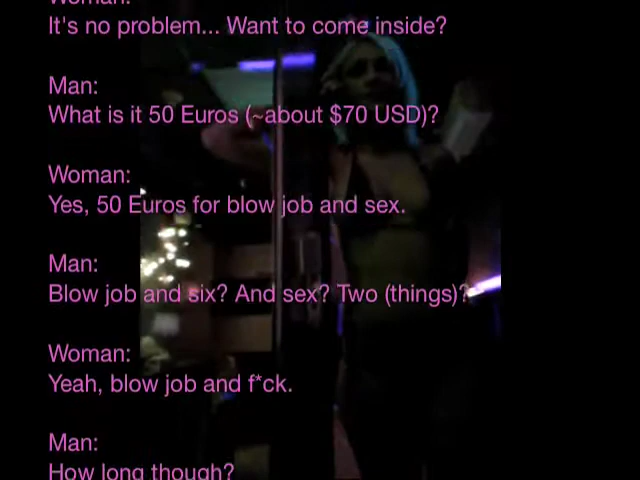 Woman:
It's no problem... Want to come inside?
Man:
What is it 50 Euros (~about $70 USD)?
Woman:
Yes, 50 Euros for blow job and sex.
Man:
Blow job and six? And sex? Two (things)?
Woman:
Yeah, blow job and f*ck.
Man:
How long though?